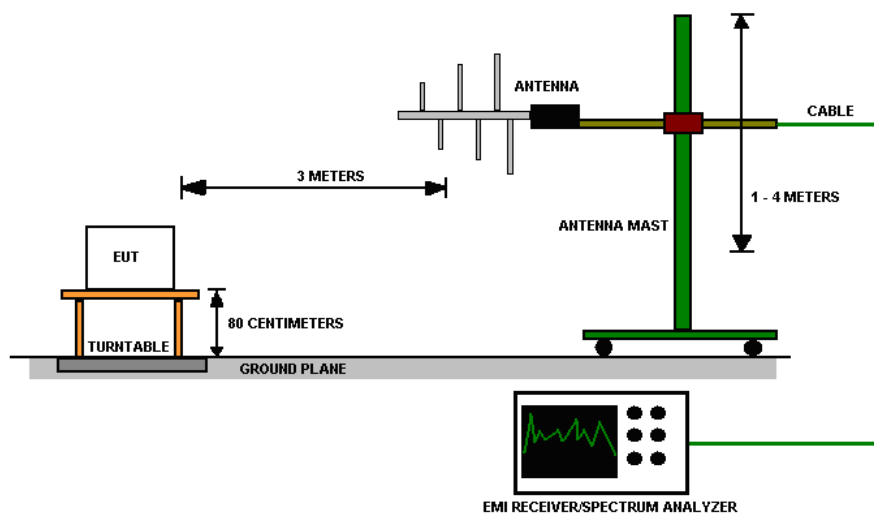 ANTENNA
CABLE
3 METERS
1 - 4 METERS
ANTENNA MAST
EUT
80 CENTIMETERS
TURNTABLE
GROUND PLANE
EMI RECEIVER/SPECTRUM ANALYZER